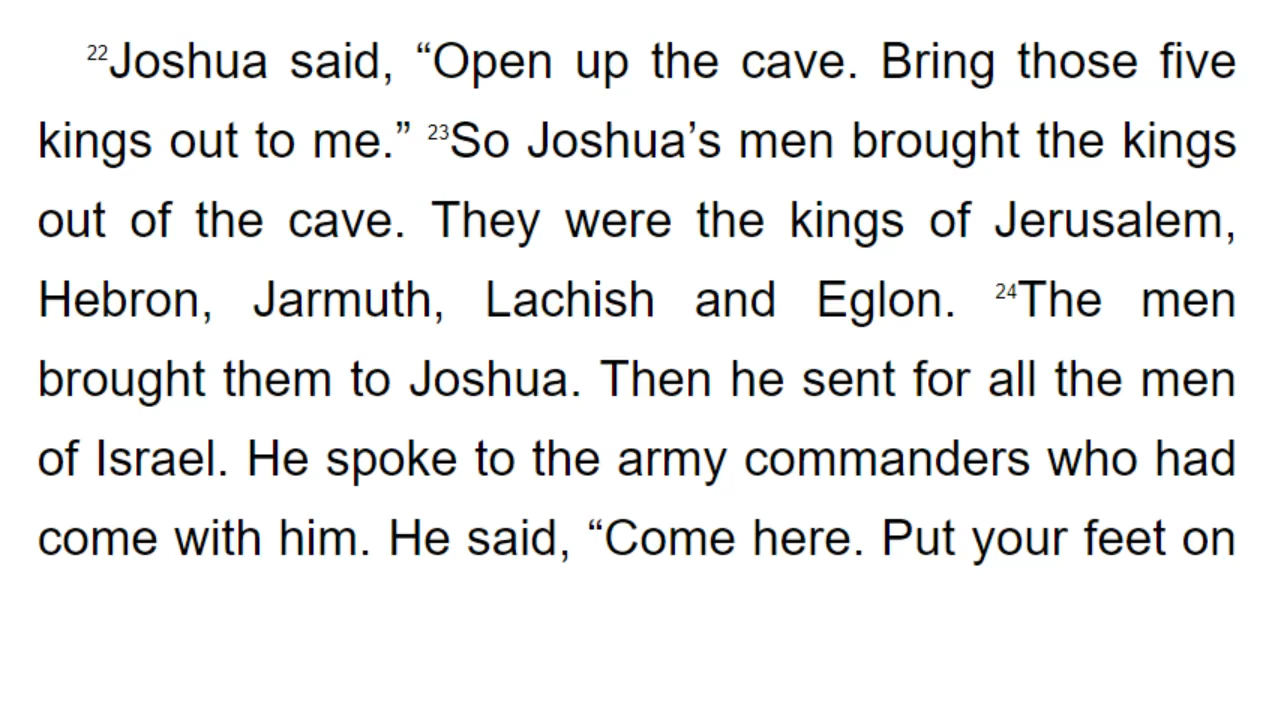 22Joshua said, “Open up the cave. Bring those five
kings out to me.” 23So Joshua’s men brought the kings
out of the cave. They were the kings of Jerusalem,
Hebron, Jarmuth, Lachish and Eglon. 24The men
brought them to Joshua. Then he sent for all the men
of Israel. He spoke to the army commanders who had
come with him. He said, “Come here. Put your feet on